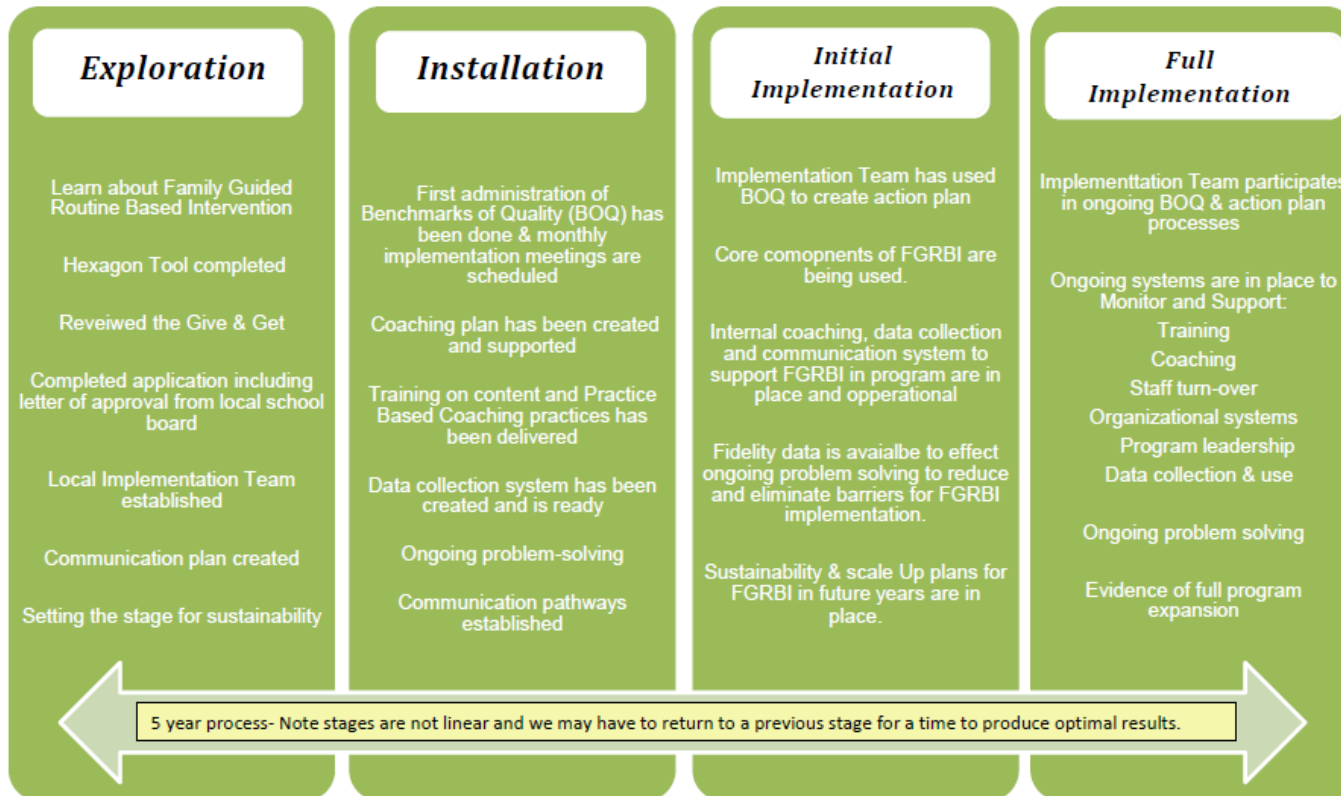 Exploration
Learn about Family Guided
Routine Based Intervention
Hexagon Tool completed
Reveiwed the Give & Get
Completed application including
letter of approval from local school
board
Local Implementation Team
established
Communication plan created
Setting the stage for sustainability
Installation
First administration of
Benchmarks of Quality (BOQ) has
been done & monthly
implementation meetings are
scheduled
Coaching plan has been created
and supported
Training on content and Practice
Based Coaching practices has
been delivered
Data collection system has been
created and is ready
Ongoing problem-solving
Communication pathways
established
Initial
Implementation
Implementation Team has used
BOQ to create action plan
Core comopnents of FGRBI are
being used.
Internal coaching, data collection
and communication system to
support FGRBI in program are in
place and opperational
Fidelity data is avaialbe to effect
ongoing problem solving to reduce
and eliminate barriers for FGRBI
implementation.
Sustainability & scale Up plans for
FGRBI in future years are in
place.
Full
Implementation
Implementtation Team participates
in ongoing BOQ & action plan
processes
Ongoing systems are in place to
Monitor and Support:
Training
Coaching
Staff turn-over
Organizational systems
Program leadership
Data collection & use
Ongoing problem solving
Evidence of full program
expansion
5 year process- Note stages are not linear and we may have to return to a previous stage for a time to produce optimal results.